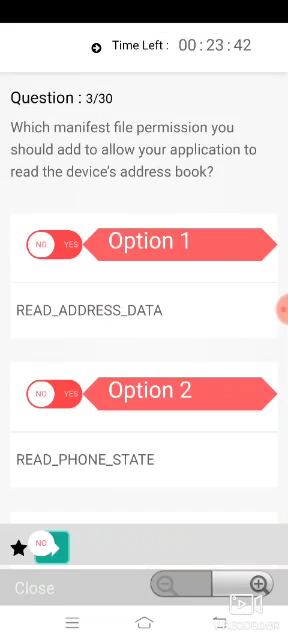 Time Left : 00 : 23 : 42
Question : 3/30
Which manifest file permission you
should add to allow your application to
read the device's address book?
NO YES Option 1
READ_ADDRESS_DATA
NO YES Option 2
READ_PHONE_STATE
NO
Close